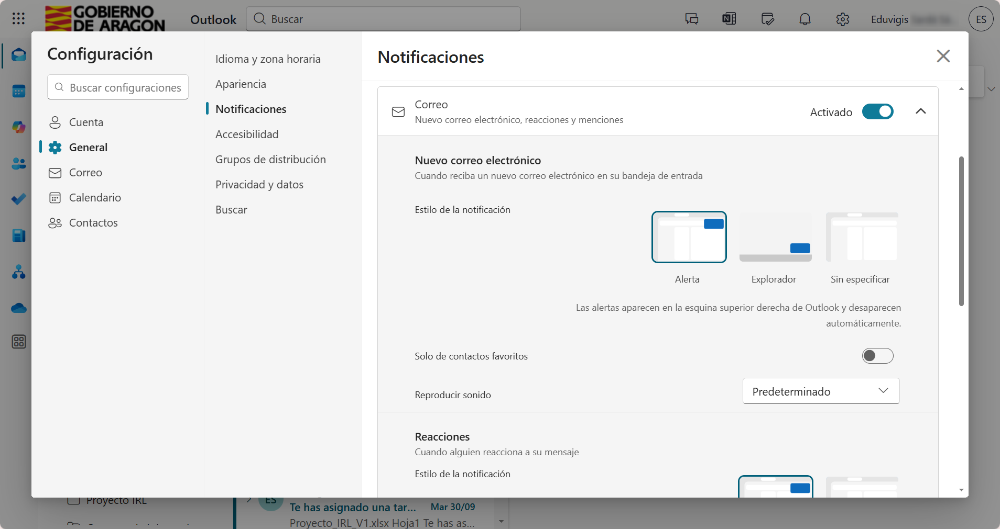 GOBIERNO
DE ARAGON
Outlook
Buscar
Eduvigis
ES
Configuración
Buscar configuraciones
Cuenta
General
Correo
Calendario
Contactos
Idioma y zona horaria
Apariencia
Notificaciones
Accesibilidad
Grupos de distribución
Privacidad y datos
Buscar
Notificaciones
Correo
Nuevo correo electrónico, reacciones y menciones
Activado
Nuevo correo electrónico
Cuando reciba un nuevo correo electrónico en su bandeja de entrada
Estilo de la notificación
Alerta
Explorador
Sin especificar
Las alertas aparecen en la esquina superior derecha de Outlook y desaparecen
automáticamente.
Solo de contactos favoritos
Reproducir sonido
Predeterminado
Reacciones
Cuando alguien reacciona a su mensaje
Estilo de la notificación
Proyecto IRL
ES
Te has asignado una tar...
Mar 30/09
Proyecto_IRL_V1.xlsx Hoja1 Te has as...